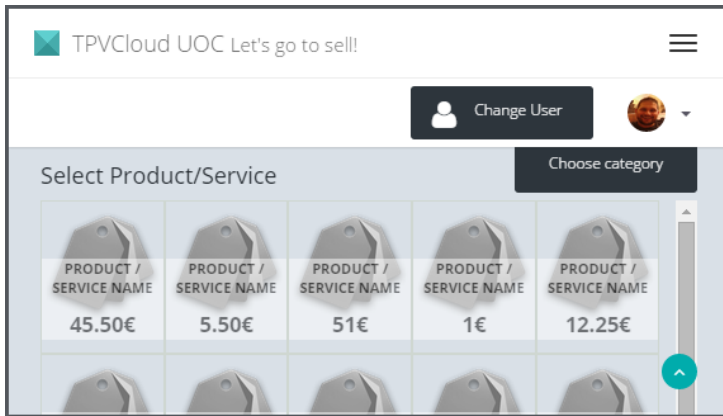 TPVCloud UOC Let's go to sell!
Change User
Choose category
Select Product/Service
PRODUCT / PRODUCT / PRODUCT / PRODUCT / PRODUCT /
SERVICE NAME SERVICE NAME SERVICE NAME SERVICE NAME SERVICE NAME
45.50€ 5.50€ 51€ 1€ 12.25€